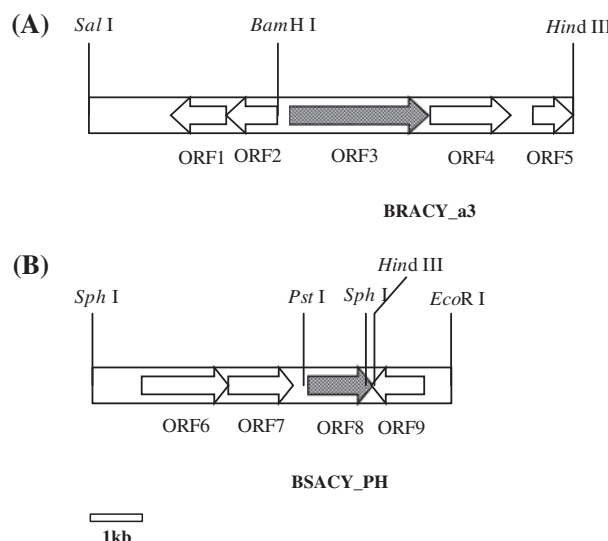 (A)
Sal I BamH I Hind III
ORF1 ORF2 ORF3 ORF4 ORF5
BRACY_a3
(B)
Hind III
Sph I Pst I Sph I EcoR I
ORF6 ORF7 ORF8 ORF9
BSACY_PH
1kb